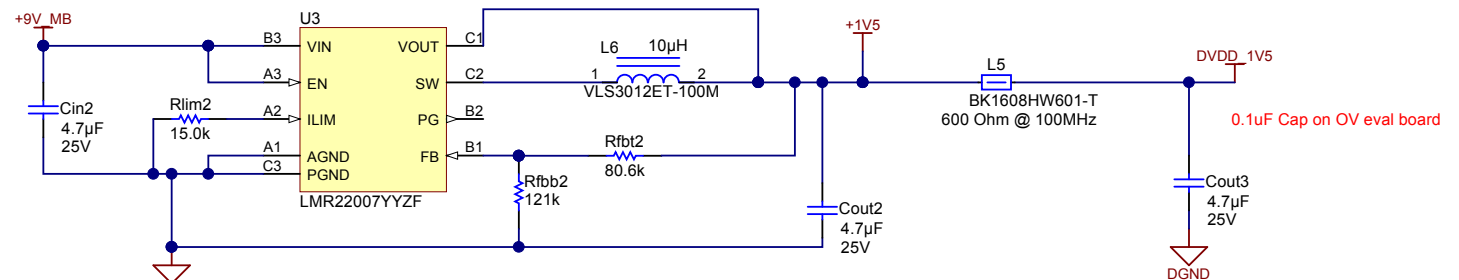 +9V_MB
U3
B3 VIN VOUT C1
+1V5
L6 10µH
DVDD_1V5
L5
A3 EN SW C2 1 2
VLS3012ET-100M
BK1608HW601-T
600 Ohm @ 100MHz
Cin2
4.7µF
25V
Rlim2
15.0k
A2 ILIM PG B2
0.1uF Cap on OV eval board
A1 AGND FB B1
Rfbt2
80.6k
C3 PGND
LMR22007YYZF
Rfbb2
121k
Cout2
4.7µF
25V
Cout3
4.7µF
25V
DGND